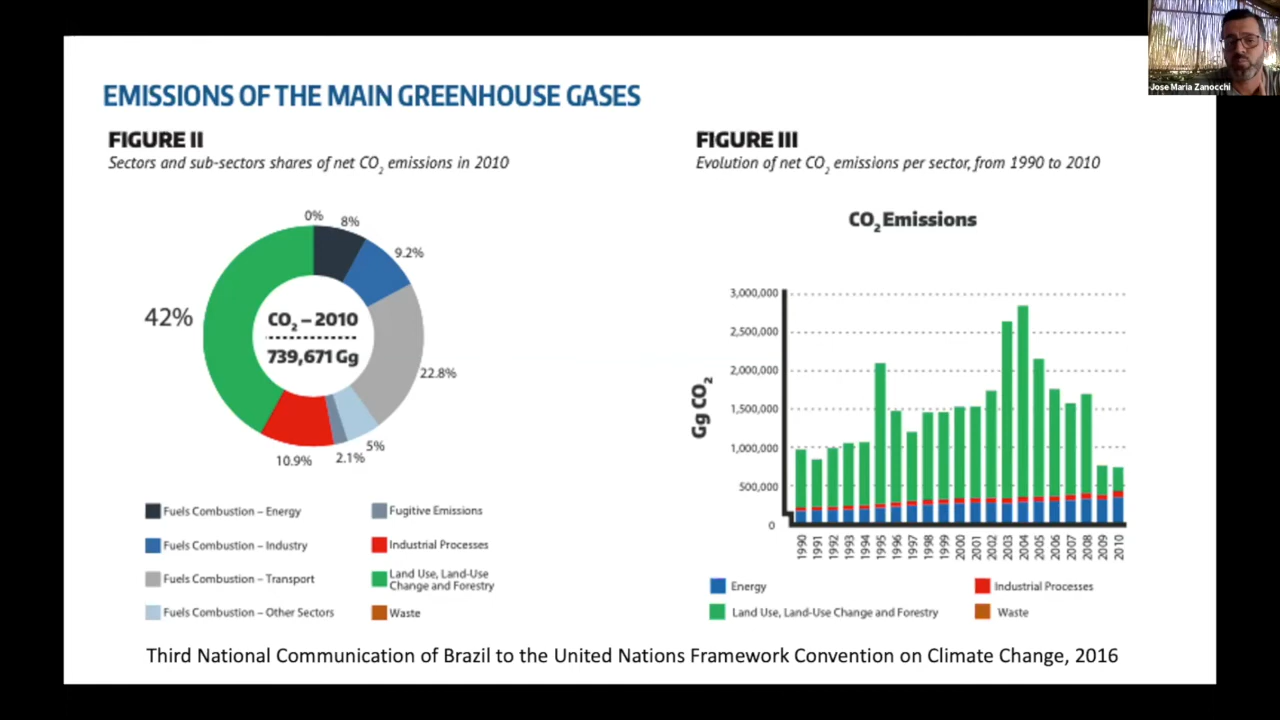 Jose Maria Zanocchi
EMISSIONS OF THE MAIN GREENHOUSE GASES
FIGURE II
Sectors and sub-sectors shares of net CO2 emissions in 2010
0%
8%
9.2%
42%
CO2 – 2010
739,671 Gg
22.8%
5%
2.1%
10.9%
Fuels Combustion – Energy
Fugitive Emissions
Fuels Combustion – Industry
Industrial Processes
Fuels Combustion – Transport
Land Use, Land-Use
Change and Forestry
Fuels Combustion – Other Sectors
Waste
FIGURE III
Evolution of net CO2 emissions per sector, from 1990 to 2010
CO2 Emissions
Gg CO2
3,000,000
2,500,000
2,000,000
1,500,000
1,000,000
500,000
0
1990
1991
1992
1993
1994
1995
1996
1997
1998
1999
2000
2001
2002
2003
2004
2005
2006
2007
2008
2009
2010
Energy
Industrial Processes
Land Use, Land-Use Change and Forestry
Waste
Third National Communication of Brazil to the United Nations Framework Convention on Climate Change, 2016